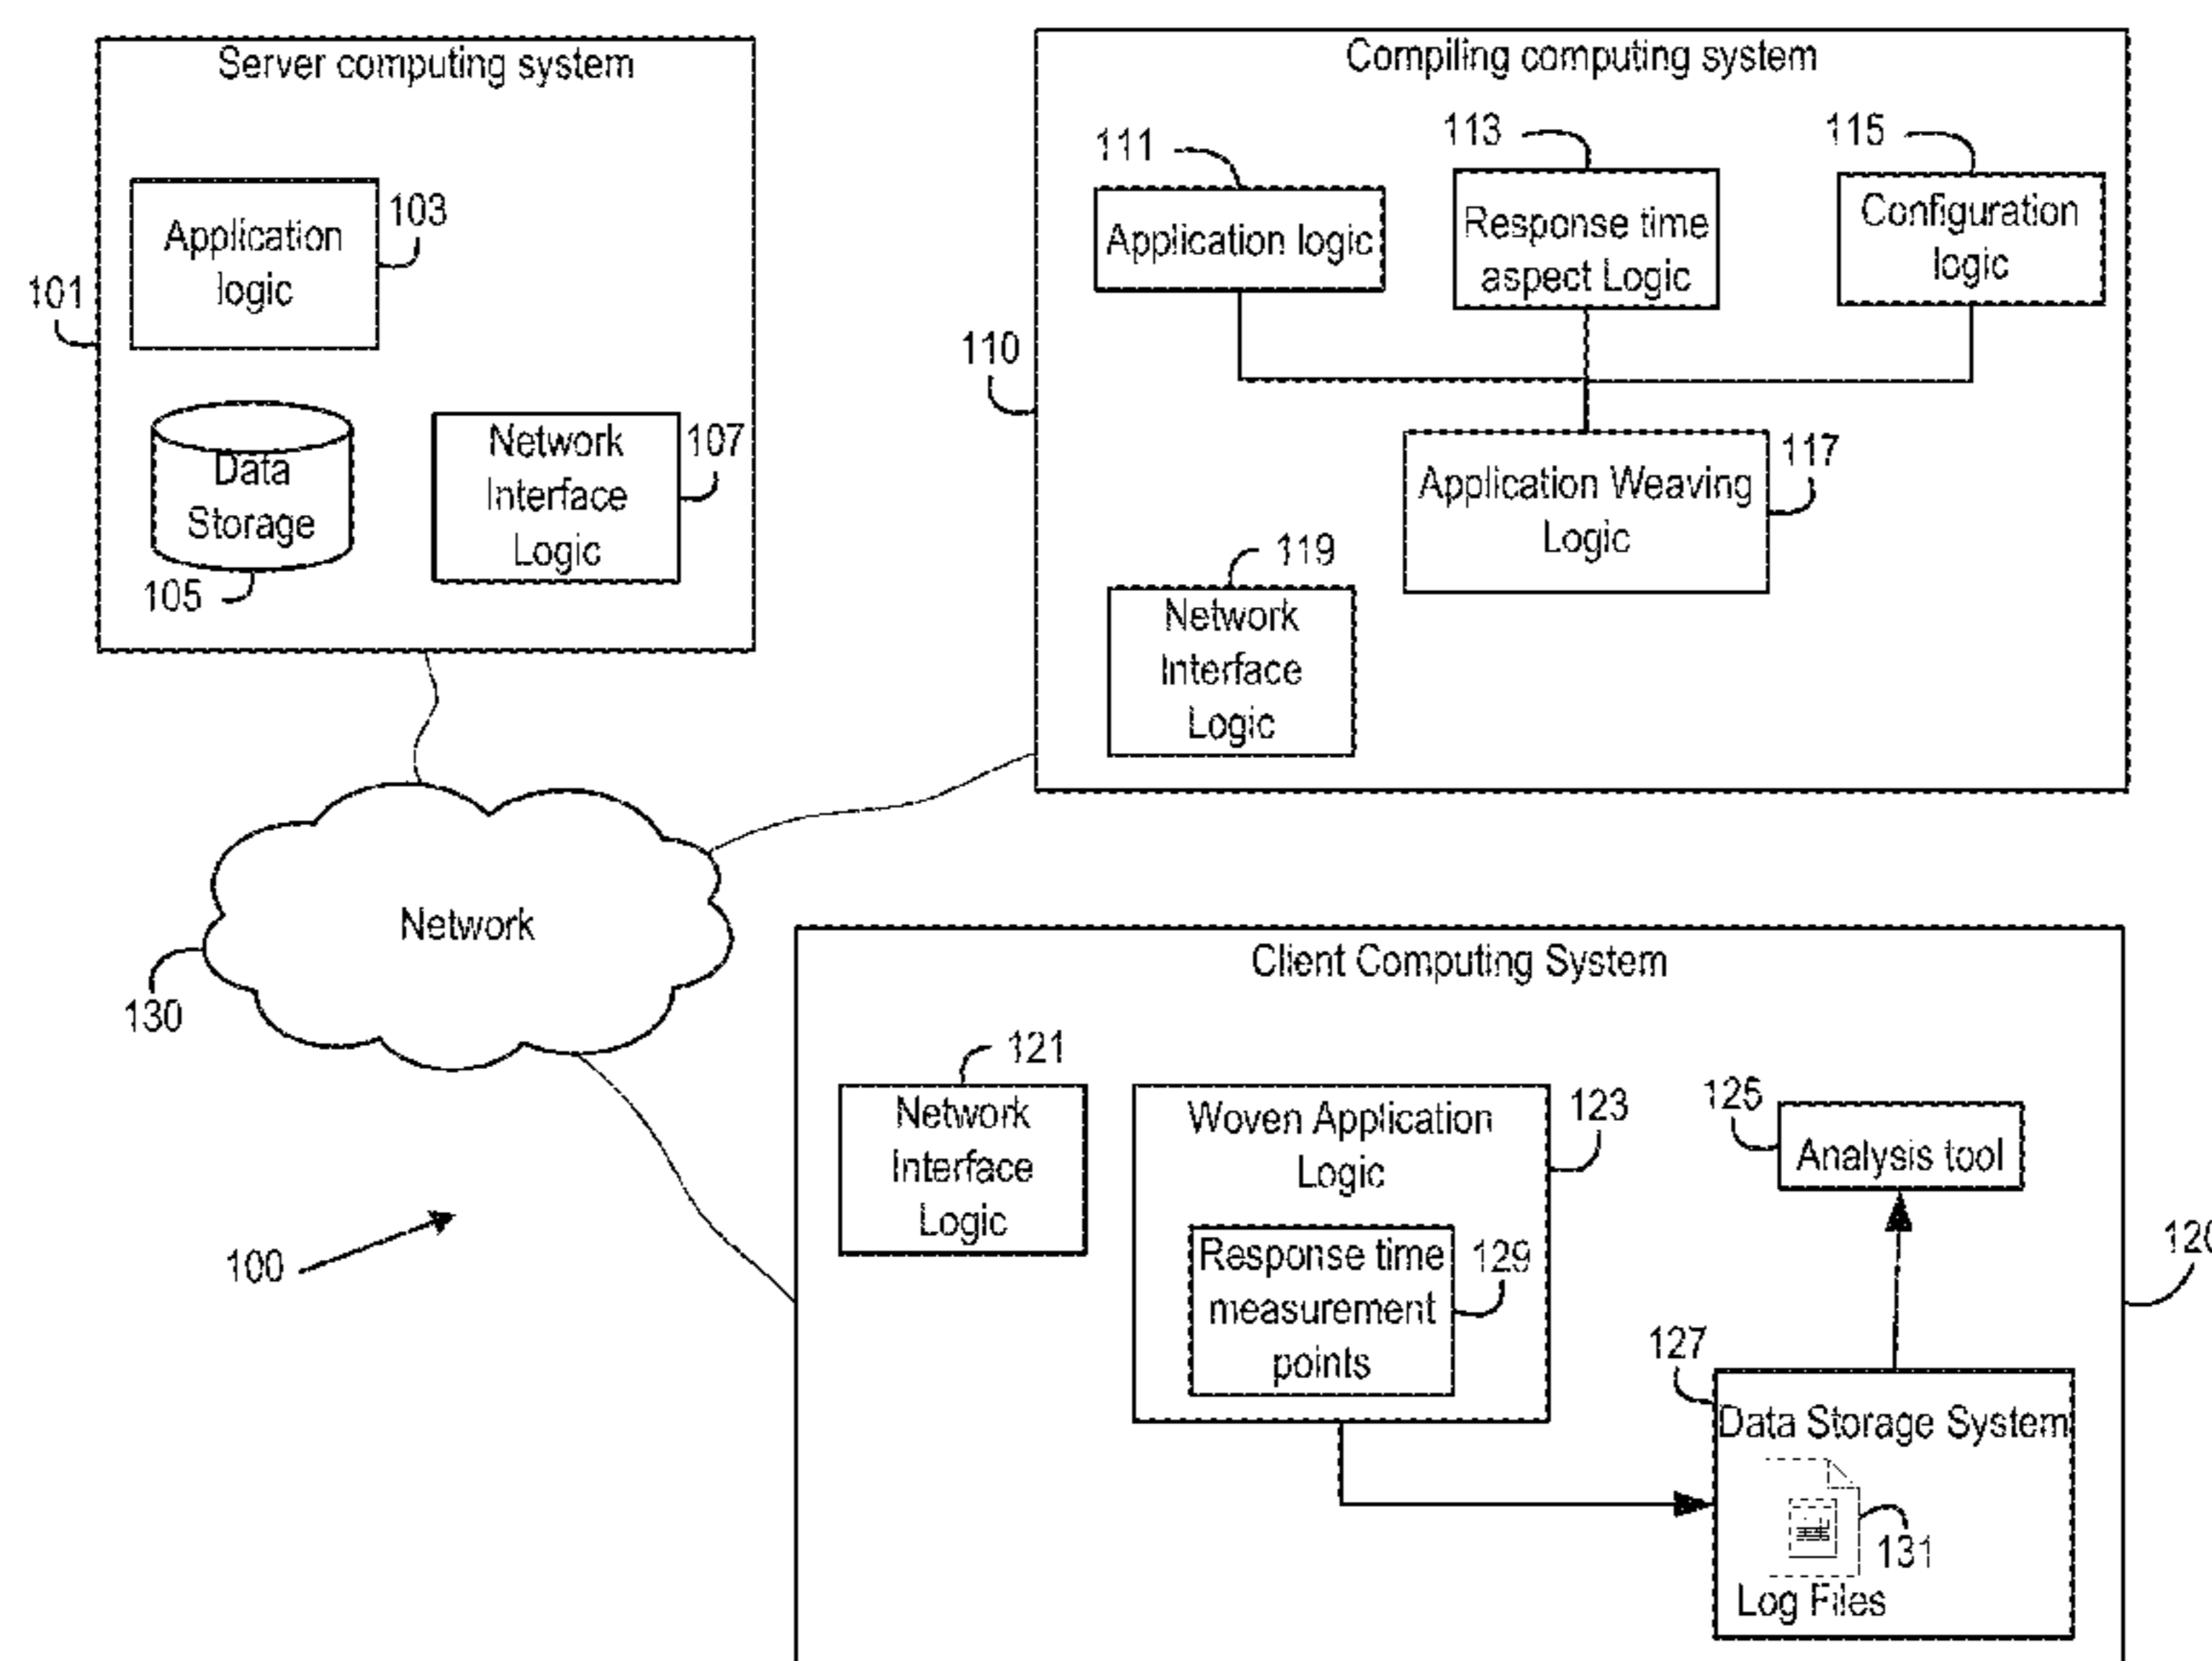 Server computing system
Application
logic
103
101
Data
Storage
105
Network
Interface
Logic
107
Compiling computing system
111
Application logic
113
Response time
aspect Logic
115
Configuration
logic
110
Application Weaving
Logic
117
119
Network
Interface
Logic
Network
130
100
Client Computing System
121
Network
Interface
Logic
Woven Application
Logic
123
Response time
measurement
points
129
125
Analysis tool
120
127
Data Storage System
131
Log Files